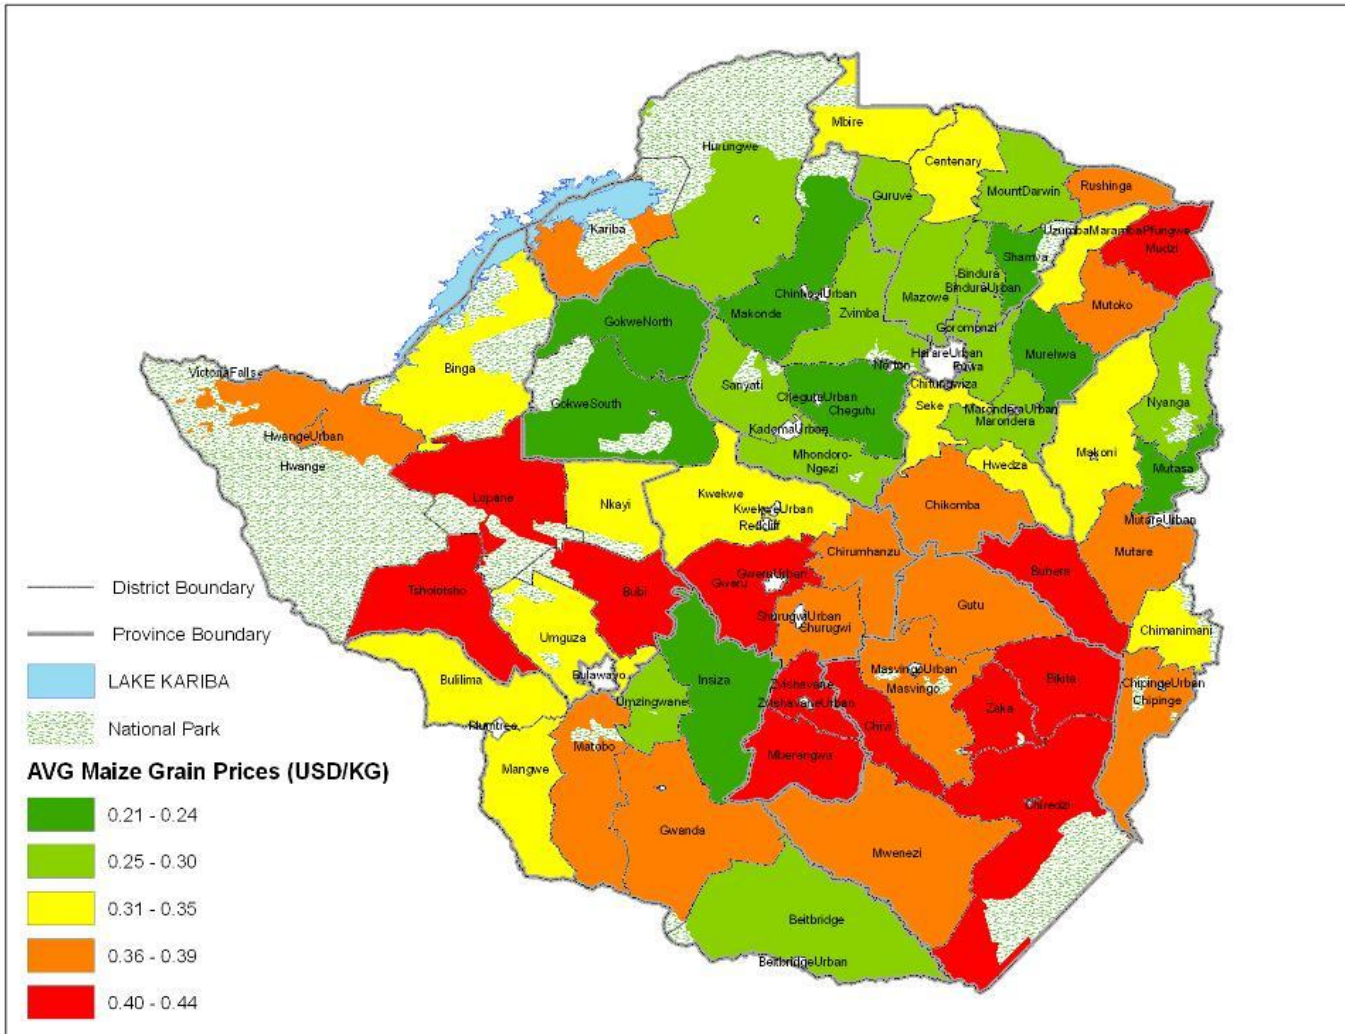 Mbire
Hurungwe
Centenary
Guruve
MountDarwin
Rushinga
Kariba
UzumbaMarambaPfungwe
Mudzi
Shamva
Bindura
BinduraUrban
ChinhoyiUrban
Mazowe
Mutoko
Makonde
Zvimba
GokweNorth
Goromonzi
HarareUrban
Ruwa
Murehwa
Norton
VictoriaFalls
Binga
Sanyati
Chitungwiza
CheguteUrban
Chegutu
Seke
MaronderaUrban
Marondera
Nyanga
GokweSouth
KadomaUrban
HwangeUrban
Hwange
Mhondoro-
Ngezi
Hwedza
Makoni
Mutasa
Lupane
Nkayi
Kwekwe
KwekweUrban
Redcliff
Chikomba
MutareUrban
Chirumhanzu
Mutare
District Boundary
Tsholotsho
Bubi
Gweru
GweruUrban
Buhera
Gutu
Province Boundary
Umguza
ShurugwiUrban
Shurugwi
Chimanimani
LAKE KARIBA
Bulilima
Bulawayo
Insiza
Zvishavane
ZvishavaneUrban
MasvingoUrban
Masvingo
Bikita
ChipingeUrban
Chipinge
Umzingwane
Zaka
National Park
Plumtree
Matobo
Chivi
Mberengwa
AVG Maize Grain Prices (USD/KG)
Mangwe
Chiredzi
0.21 - 0.24
Gwanda
Mwenezi
0.25 - 0.30
0.31 - 0.35
Beitbridge
0.36 - 0.39
BeitbridgeUrban
0.40 - 0.44